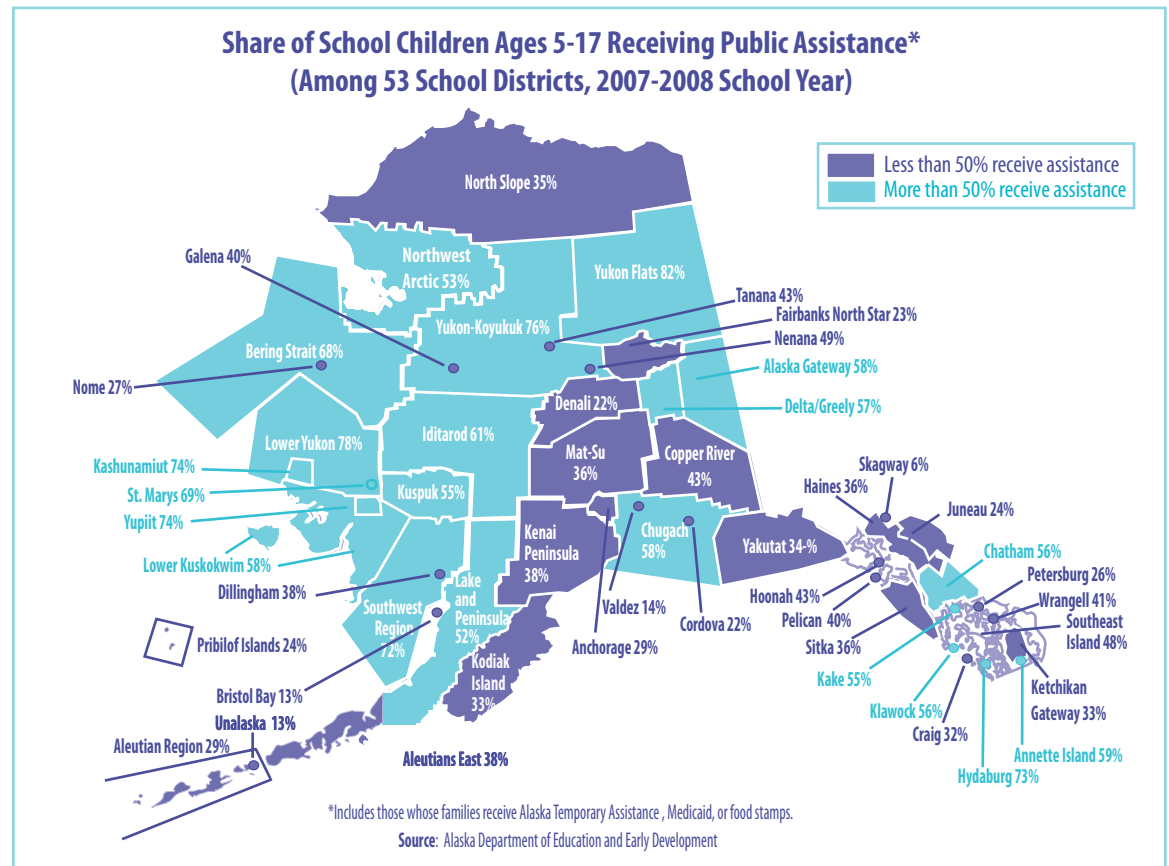 Share of School Children Ages 5-17 Receiving Public Assistance*
(Among 53 School Districts, 2007-2008 School Year)
Less than 50% receive assistance
More than 50% receive assistance
North Slope 35%
Galena 40%
Northwest
Arctic 53%
Yukon Flats 82%
Tanana 43%
Fairbanks North Star 23%
Nenana 49%
Yukon-Koyukuk 76%
Bering Strait 68%
Nome 27%
Alaska Gateway 58%
Delta/Greely 57%
Denali 22%
Lower Yukon 78%
Iditarod 61%
Mat-Su
36%
Copper River
43%
Kashunamiut 74%
St. Marys 69%
Yupiit 74%
Kuspuk 55%
Lower Kuskokwim 58%
Dillingham 38%
Kenai
Peninsula
38%
Chugach
58%
Yakutat 34-%
Skagway 6%
Haines 36%
Juneau 24%
Chatham 56%
Petersburg 26%
Wrangell 41%
Southeast
Island 48%
Hoonah 43%
Pelican 40%
Sitka 36%
Kake 55%
Klawock 56%
Craig 32%
Ketchikan
Gateway 33%
Annette Island 59%
Hydaburg 73%
Lake
and
Peninsula
52%
Southwest
Region
72%
Valdez 14%
Cordova 22%
Anchorage 29%
Pribilof Islands 24%
Kodiak
Island
33%
Bristol Bay 13%
Unalaska 13%
Aleutian Region 29%
Aleutians East 38%
*Includes those whose families receive Alaska Temporary Assistance , Medicaid, or food stamps.
Source: Alaska Department of Education and Early Development